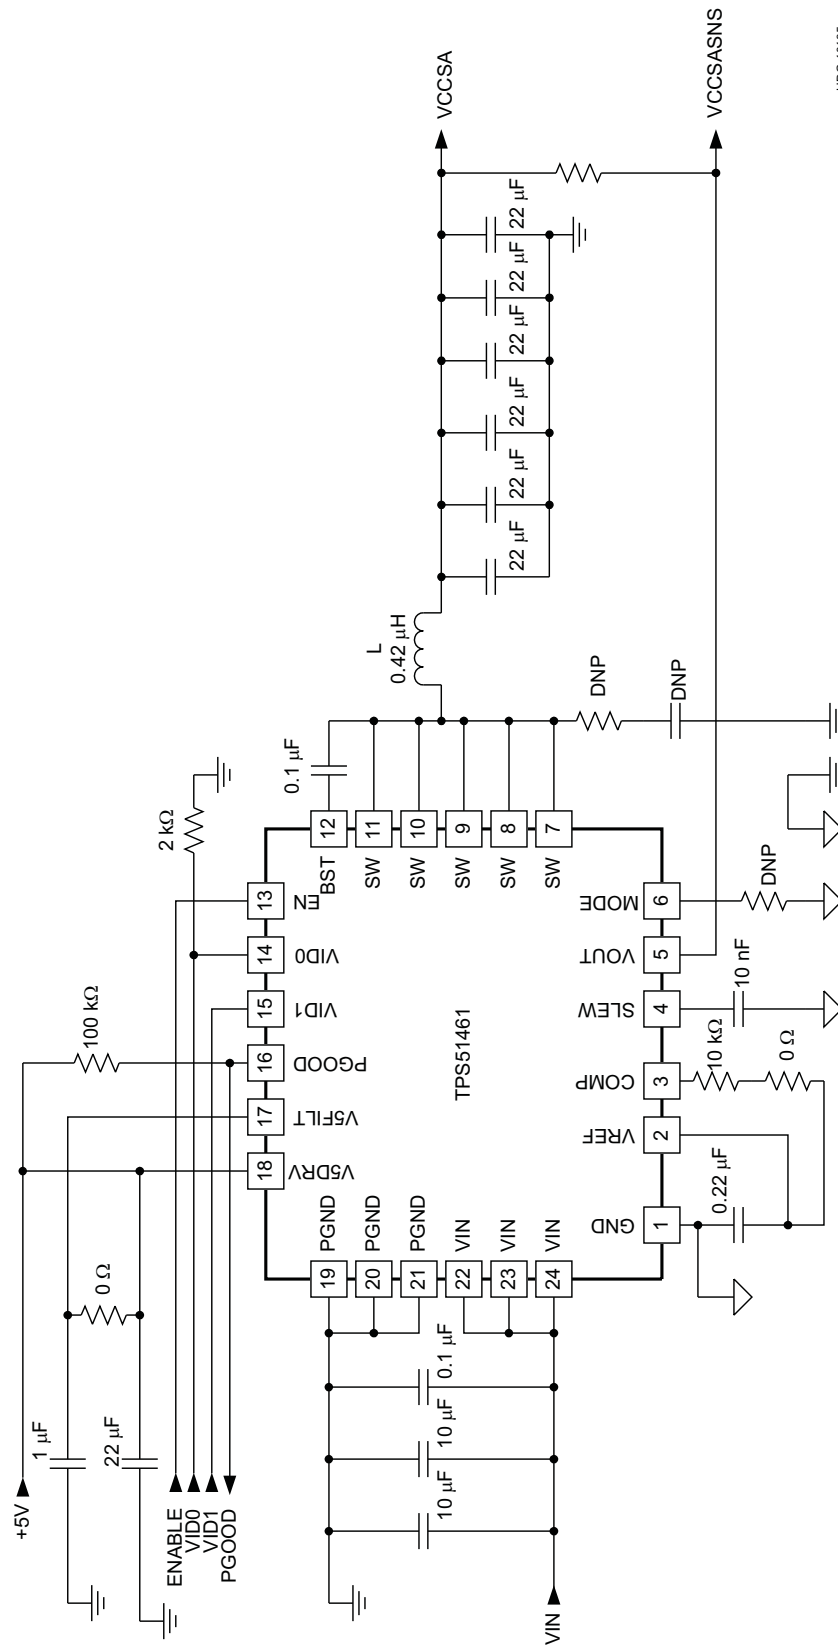 +5V
1 µF
100 kΩ
0 Ω
22 µF
2 kΩ
ENABLE
VID0
VID1
PGOOD
18 17 16 15 14 13
V5DRV V5FILT PGOOD VID1 VID0 EN
0.1 µF
19 PGND
BST 12
20 PGND
SW 11
21 PGND
SW 10
22 VIN
SW 9
23 VIN
SW 8
24 VIN
SW 7
TPS51461
0.1 µF
10 µF
10 µF
VIN
L
0.42 µH
VCCSA
22 µF 22 µF 22 µF 22 µF 22 µF 22 µF
DNP
DNP
GND VREF COMP SLEW VOUT MODE
1 2 3 4 5 6
0.22 µF
10 kΩ
0 Ω
10 nF
DNP
VCCSASNS